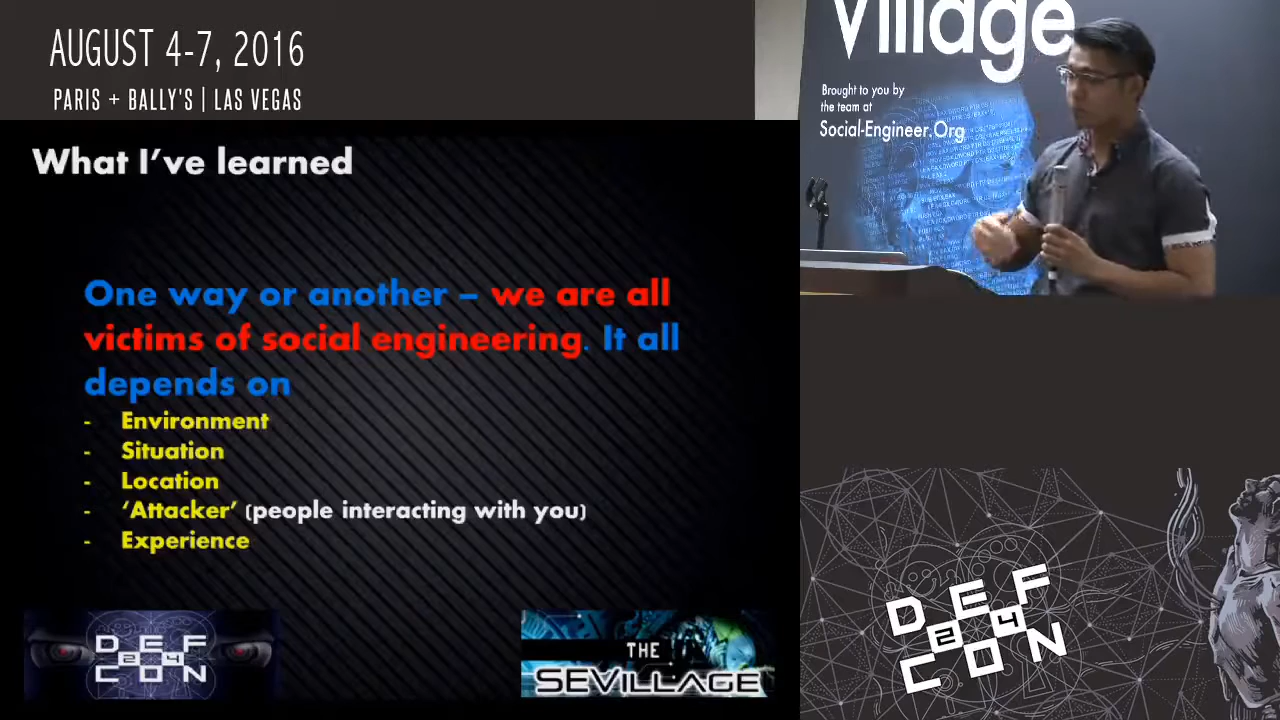 AUGUST 4-7, 2016
PARIS + BALLY'S | LAS VEGAS
What I've learned
One way or another – we are all
victims of social engineering. It all
depends on
- Environment
- Situation
- Location
- ‘Attacker’ (people interacting with you)
- Experience
DEF
24
CON
THE
SEVILLAGE
Village
Brought to you by
the team at
Social-Engineer.Org
DEF
24
CON